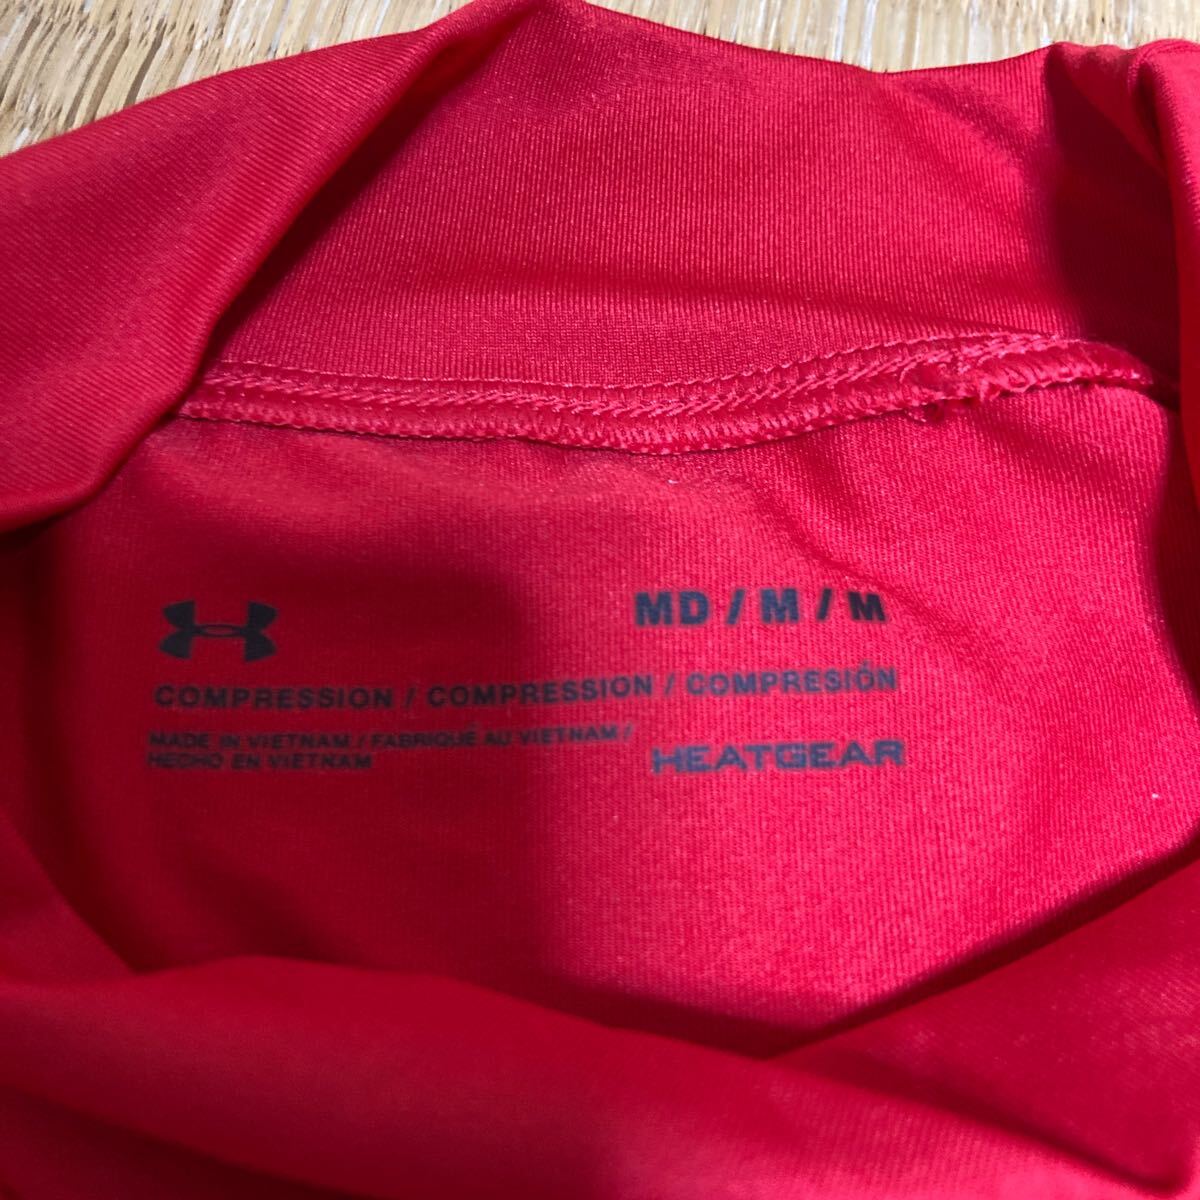 MD / M / M
COMPRESSION / COMPRESSION / COMPRESIÓN
MADE IN VIETNAM / FABRIQUÉ AU VIETNAM /
HECHO EN VIETNAM
HEATGEAR